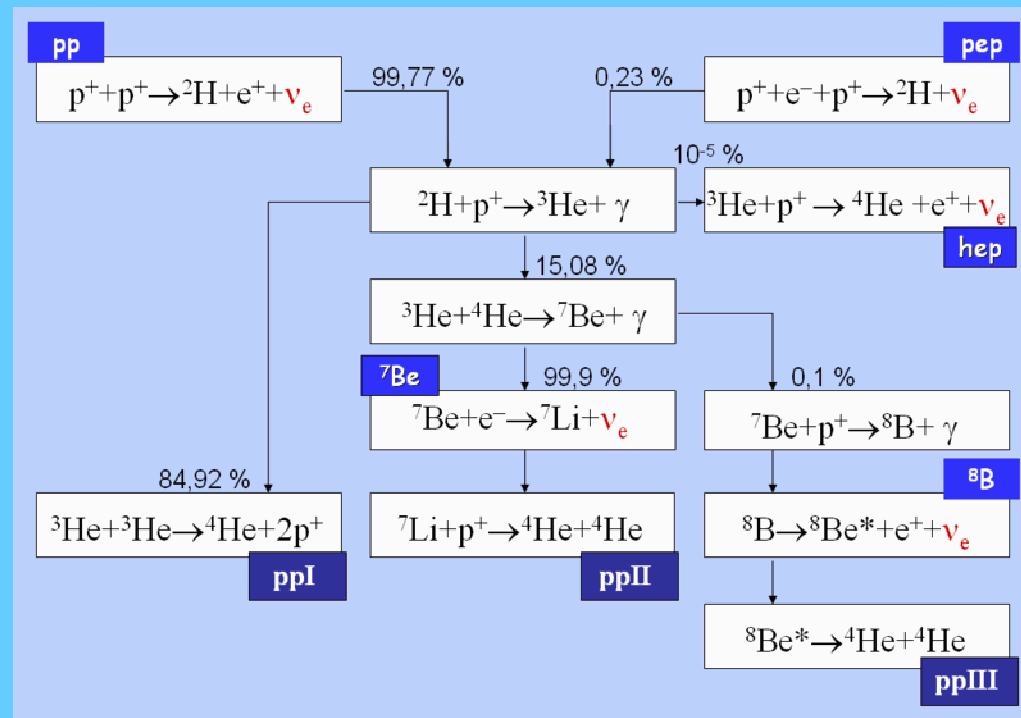 pp
pep
99,77 %
0,23 %
p⁺+p⁺→²H+e⁺+νₑ
p⁺+e⁻+p⁺→²H+νₑ
10⁻⁵ %
²H+p⁺→³He+ γ
³He+p⁺→ ⁴He +e⁺+νₑ
hep
15,08 %
³He+⁴He→⁷Be+ γ
⁷Be
99,9 %
0,1 %
⁷Be+e⁻→⁷Li+νₑ
⁷Be+p⁺→⁸B+ γ
84,92 %
⁸B
³He+³He→⁴He+2p⁺
⁷Li+p⁺→⁴He+⁴He
⁸B→⁸Be*+e⁺+νₑ
ppI
ppII
⁸Be*→⁴He+⁴He
ppIII